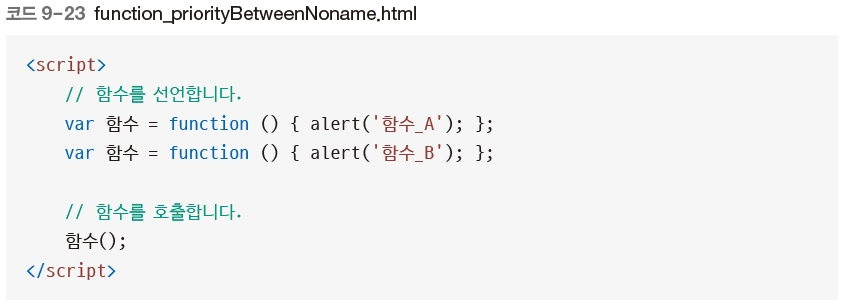 코드 9-23 function_priorityBetweenNoname.html
<script>
// 함수를 선언합니다.
var 함수 = function () { alert('함수_A'); };
var 함수 = function () { alert('함수_B'); };
// 함수를 호출합니다.
함수();
</script>